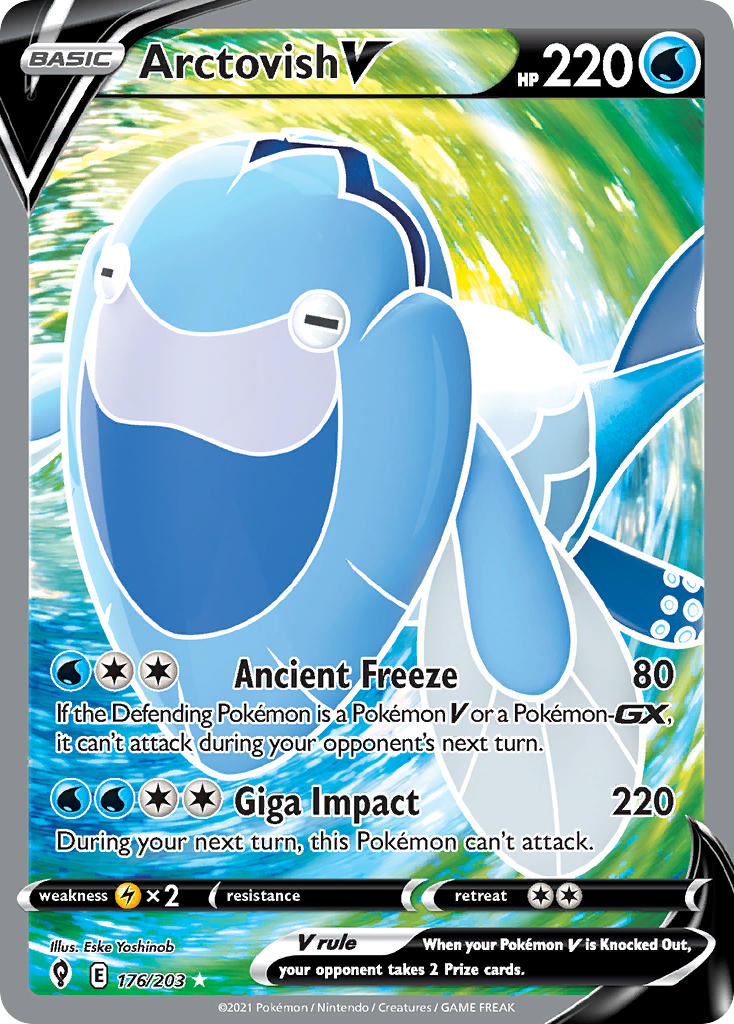 BASIC Arctovish V HP 220
Ancient Freeze 80
If the Defending Pokémon is a Pokémon V or a Pokémon-GX,
it can't attack during your opponent's next turn.
Giga Impact 220
During your next turn, this Pokémon can't attack.
weakness ×2 resistance retreat
Illus. Eske Yoshinob
V rule When your Pokémon V is Knocked Out,
your opponent takes 2 Prize cards.
E 176/203 ★
©2021 Pokémon / Nintendo / Creatures / GAME FREAK